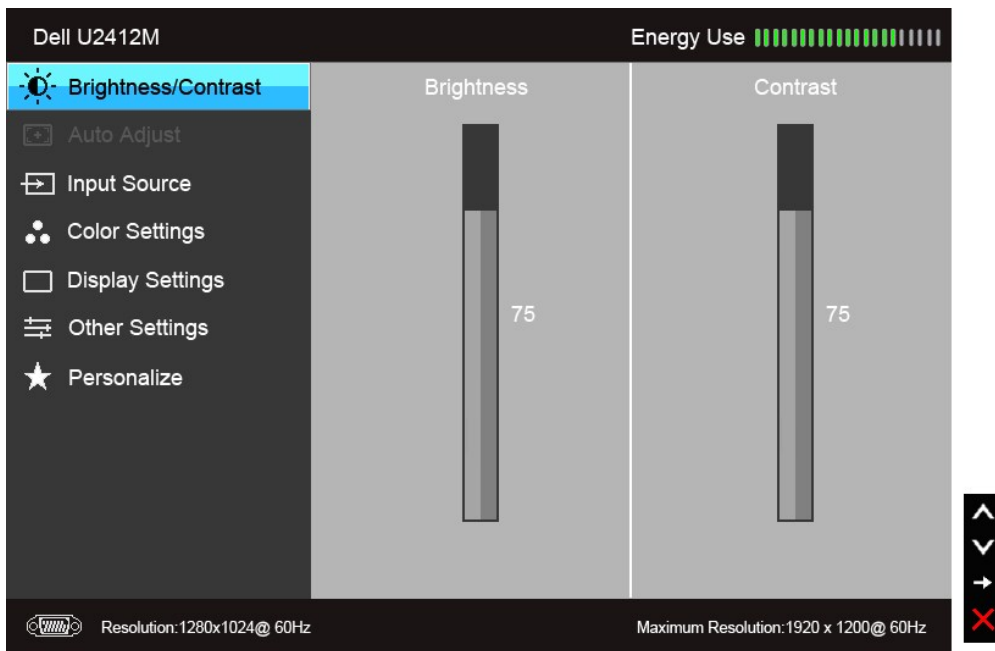 Dell U2412M
Energy Use
Brightness/Contrast
Brightness
Contrast
Auto Adjust
Input Source
Color Settings
Display Settings
Other Settings
Personalize
75
75
Resolution:1280x1024@ 60Hz
Maximum Resolution:1920 x 1200@ 60Hz